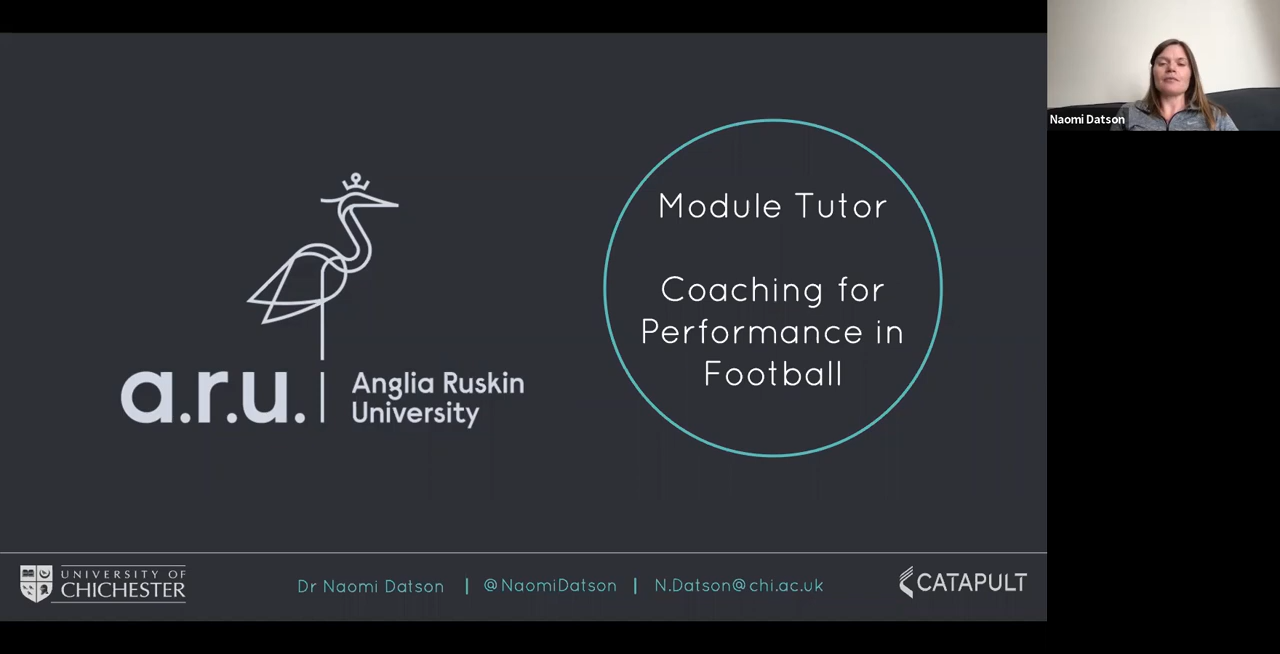 Module Tutor
Coaching for
Performance in
Football
a.r.u. | Anglia Ruskin
University
UNIVERSITY OF
CHICHESTER
Dr Naomi Datson | @NaomiDatson | N.Datson@chi.ac.uk
CATAPULT
Naomi Datson